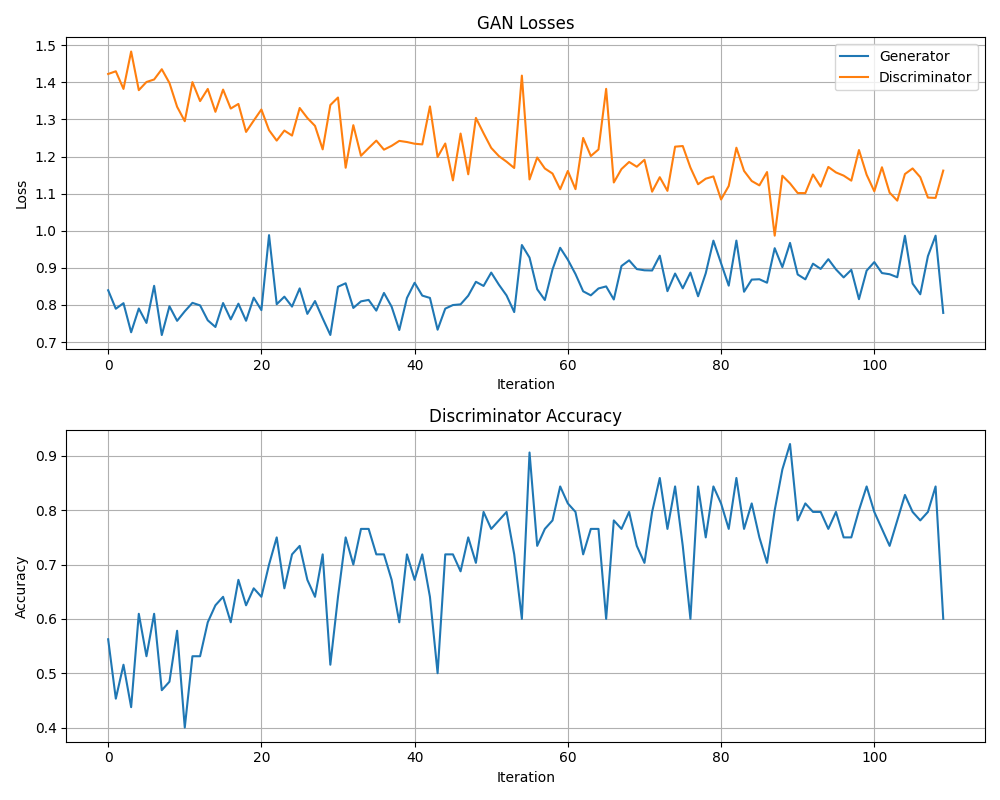 GAN Losses
1.5
1.4
1.3
1.2
1.1
1.0
0.9
0.8
0.7
Loss
Generator
Discriminator
0 20 40 60 80 100
Iteration
Discriminator Accuracy
0.9
0.8
0.7
0.6
0.5
0.4
Accuracy
0 20 40 60 80 100
Iteration